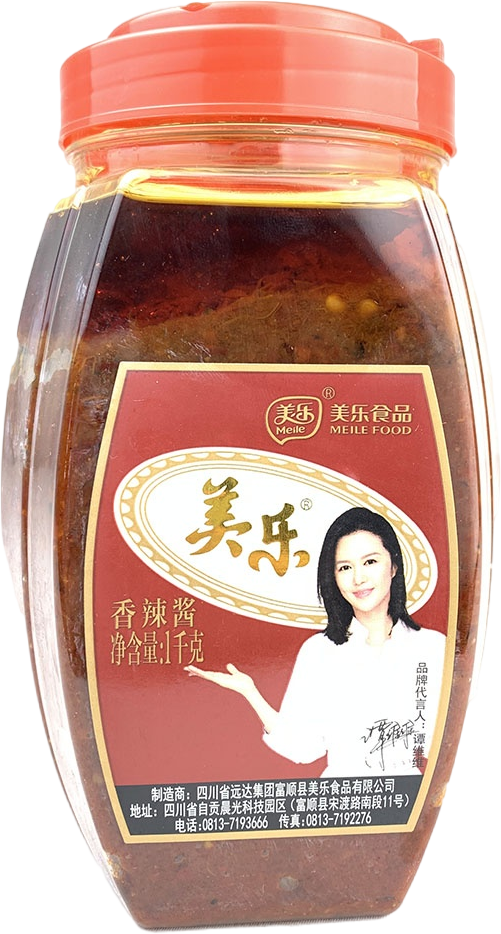 美乐® 美乐食品
Meile MEILE FOOD
美乐®
香辣酱
净含量:1千克
品牌代言人：谭维维
谭维维
制造商：四川省远达集团富顺县美乐食品有限公司
地址：四川省自贡晨光科技园区（富顺县宋渡路南段11号）
电话:0813-7193666 传真:0813-7192276